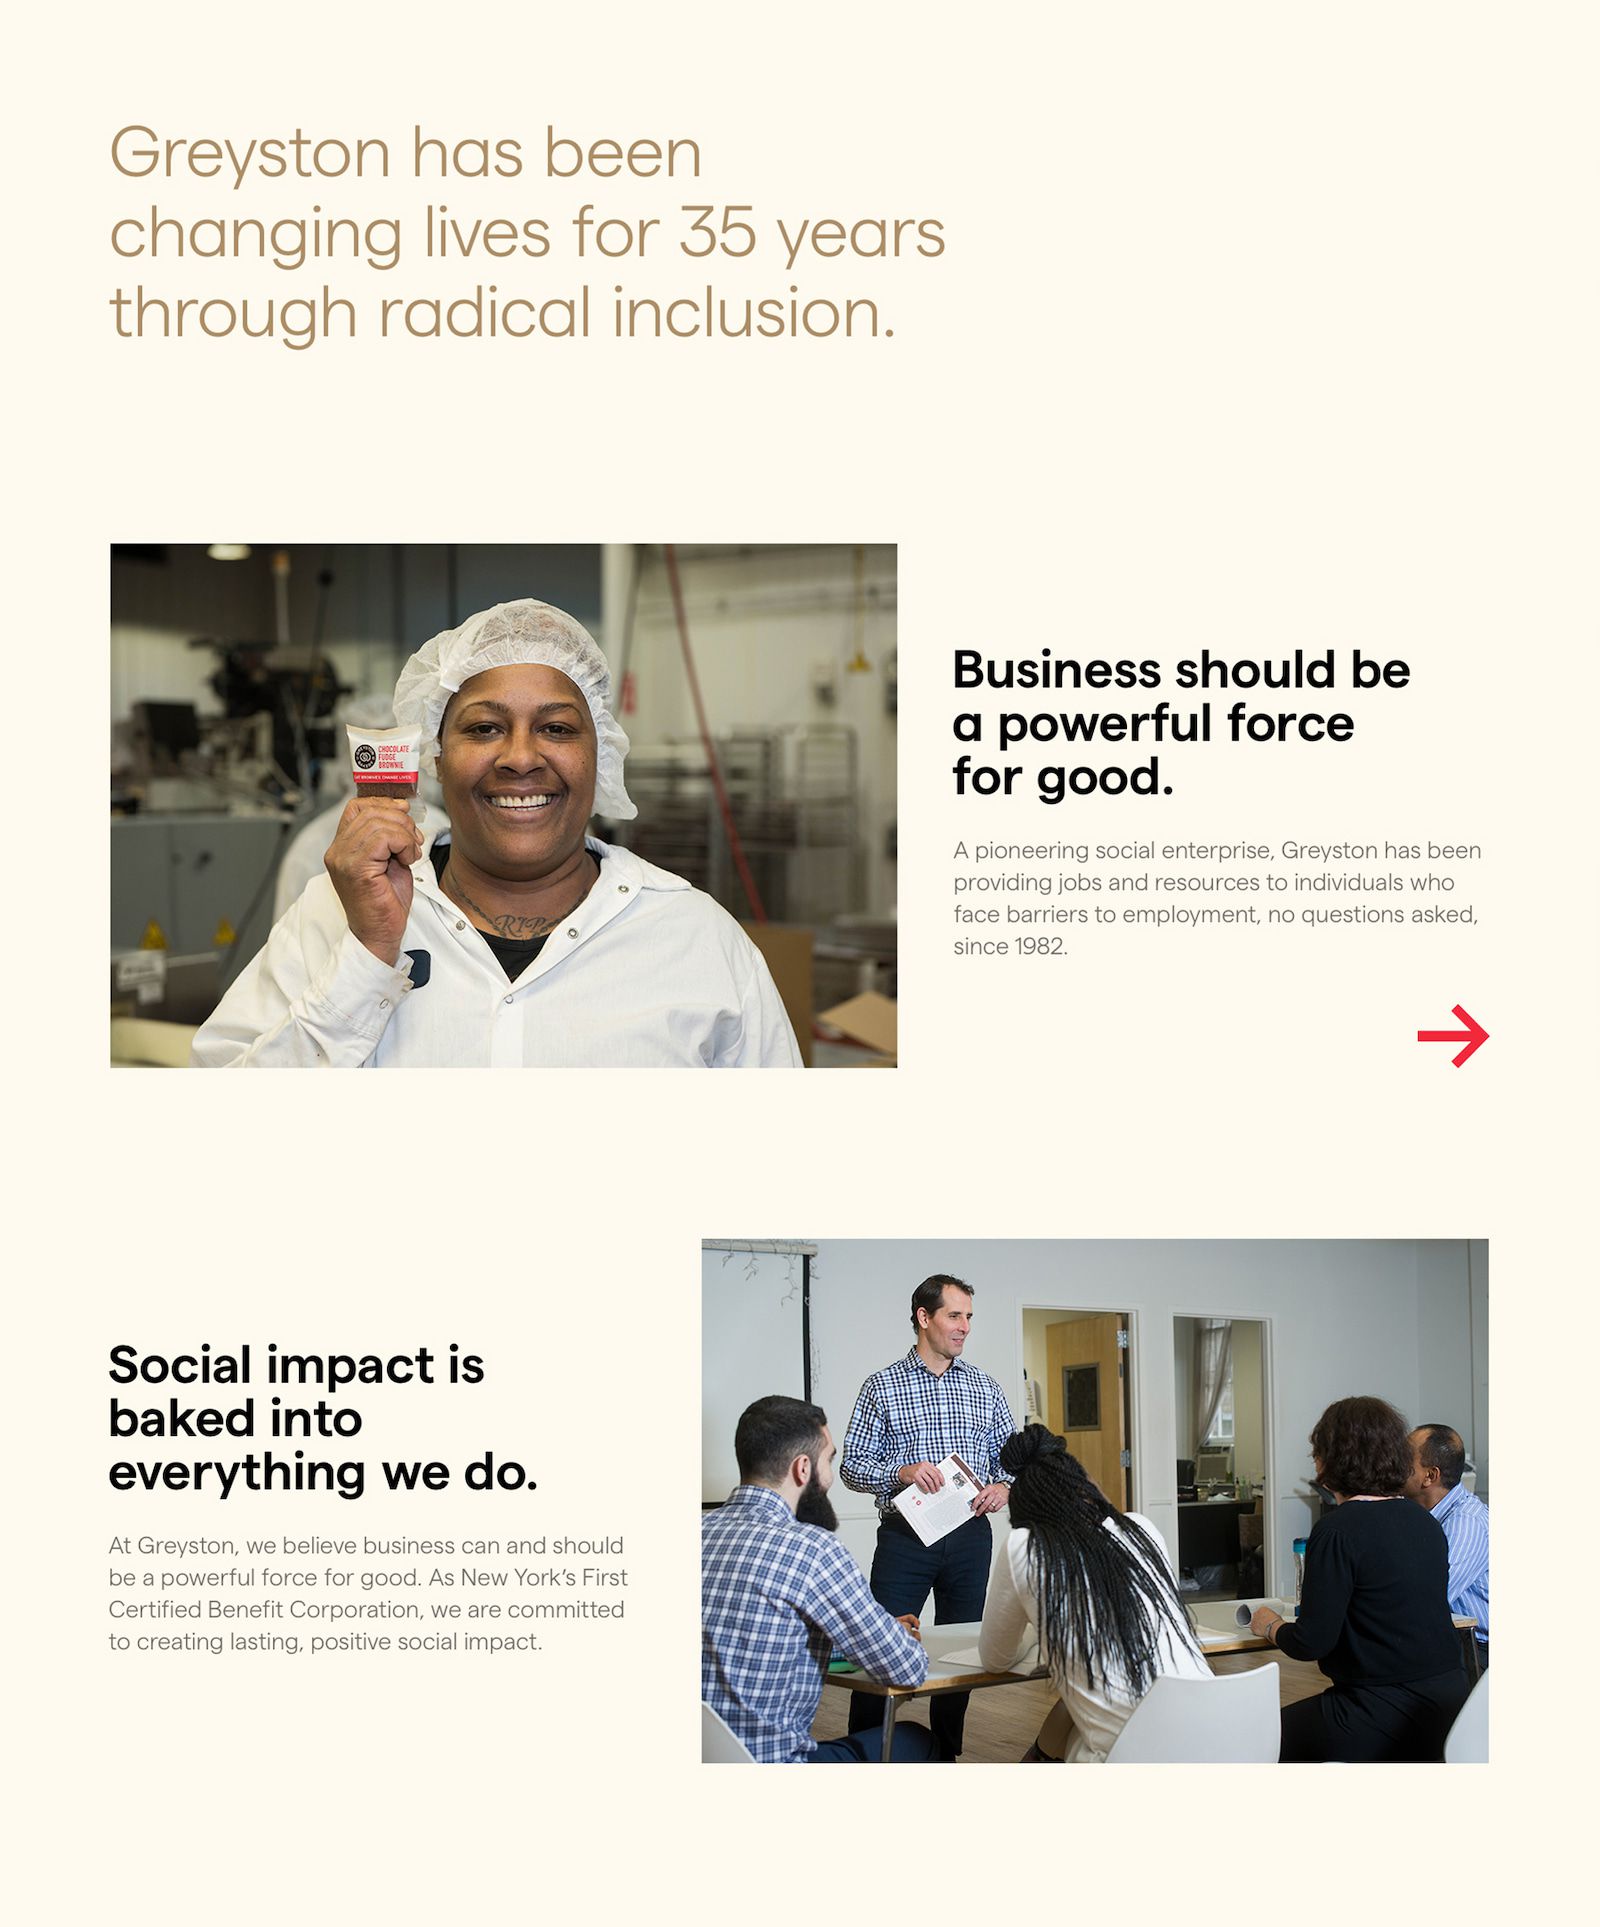 Greyston has been
changing lives for 35 years
through radical inclusion.
CHOCOLATE
FUDGE
BROWNIE
RIP
Business should be
a powerful force
for good.
A pioneering social enterprise, Greyston has been
providing jobs and resources to individuals who
face barriers to employment, no questions asked,
since 1982.
Social impact is
baked into
everything we do.
At Greyston, we believe business can and should
be a powerful force for good. As New York’s First
Certified Benefit Corporation, we are committed
to creating lasting, positive social impact.